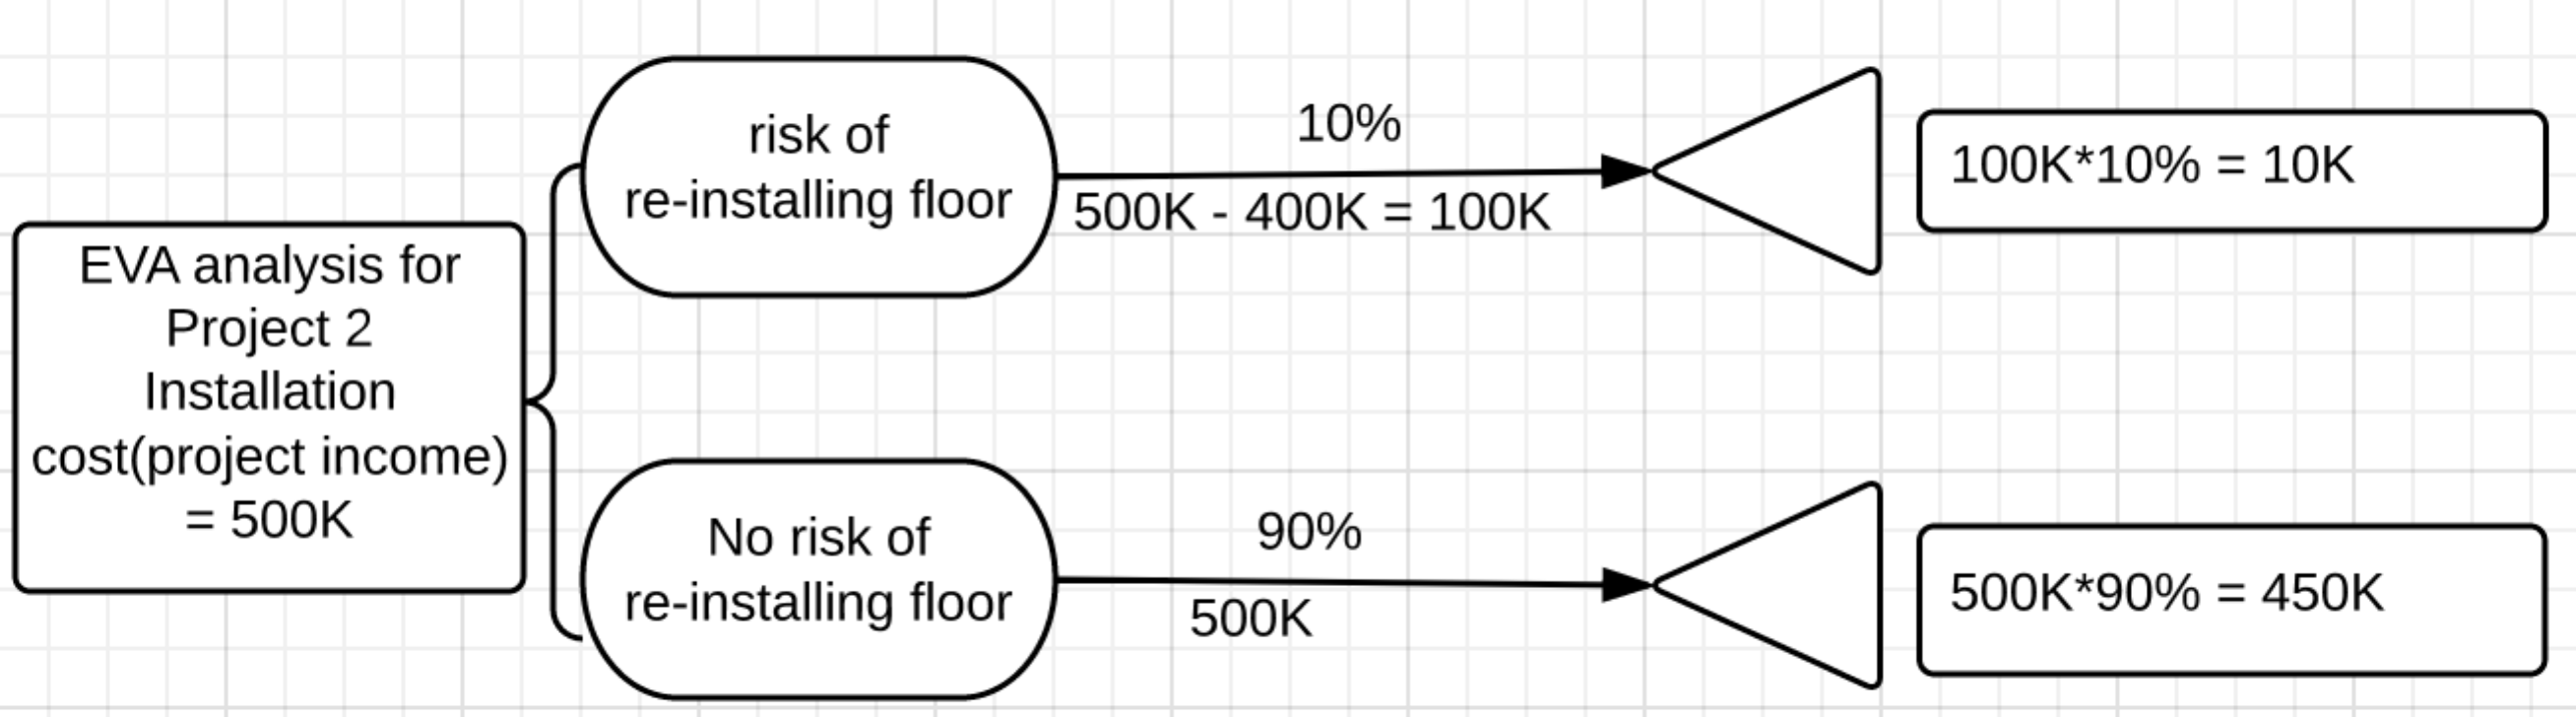 EVA analysis for
Project 2
Installation
cost(project income)
= 500K
risk of
re-installing floor
10%
500K - 400K = 100K
100K*10% = 10K
No risk of
re-installing floor
90%
500K
500K*90% = 450K